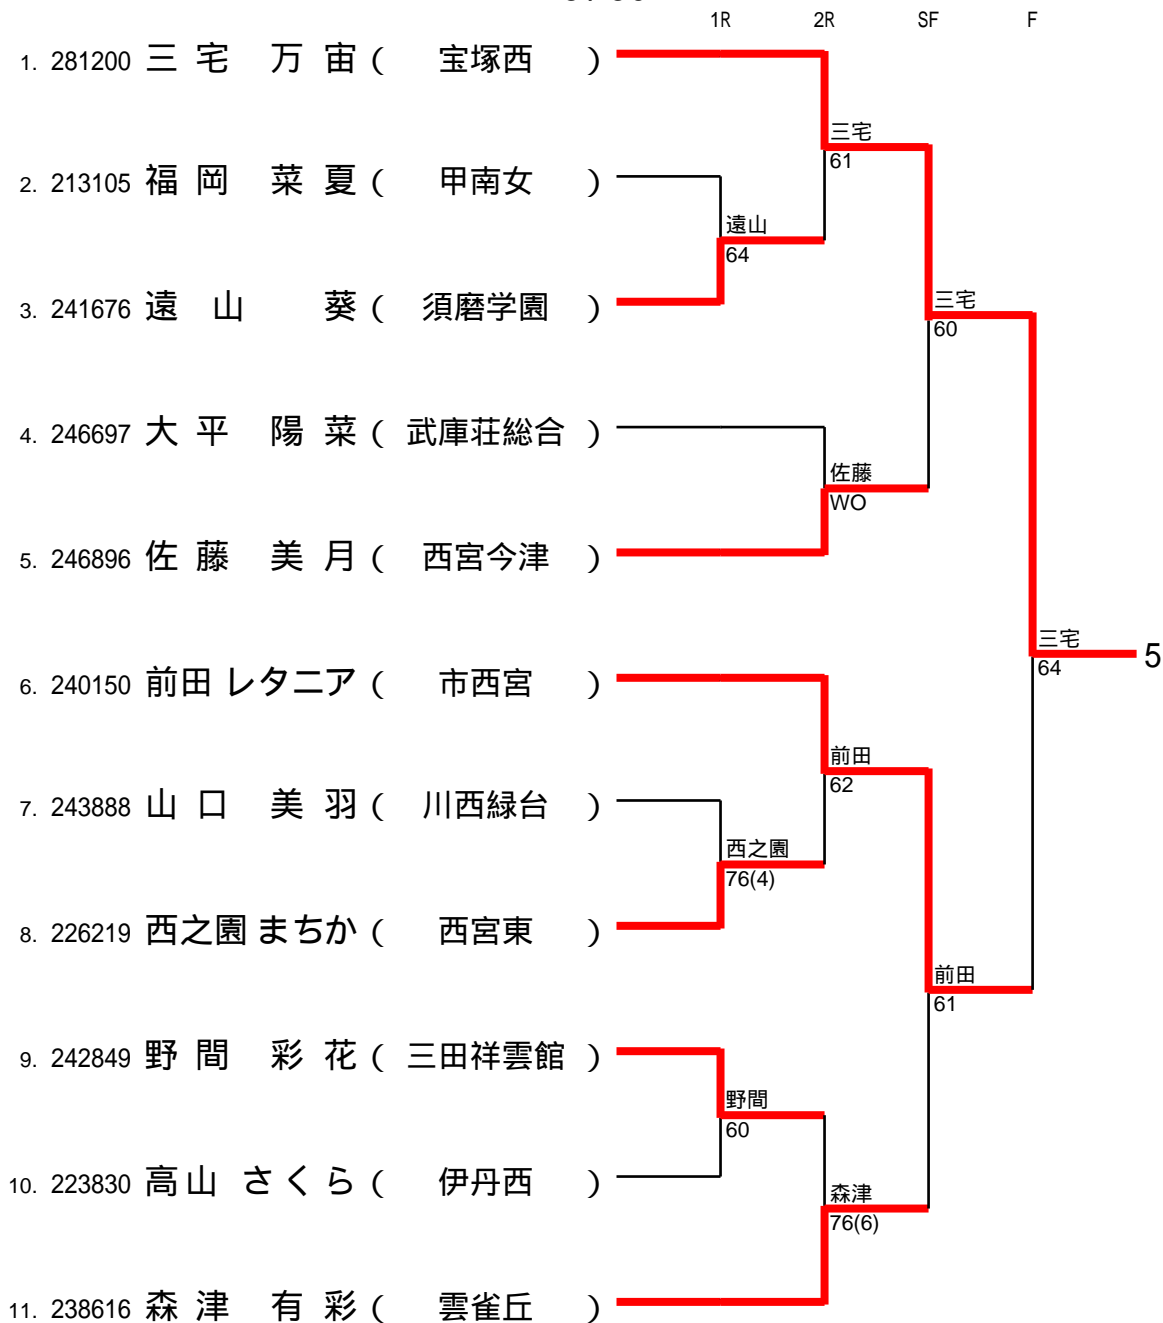 1R 2R SF F
1. 281200 三宅 万宙 ( 宝塚西 )
三宅
61
2. 213105 福岡 菜夏 ( 甲南女 )
遠山
64
3. 241676 遠山 葵 ( 須磨学園 )
三宅
60
4. 246697 大平 陽菜 ( 武庫荘総合 )
佐藤
WO
5. 246896 佐藤 美月 ( 西宮今津 )
三宅
64
5
6. 240150 前田 レタニア ( 市西宮 )
前田
62
7. 243888 山口 美羽 ( 川西緑台 )
西之園
76(4)
8. 226219 西之園 まちか ( 西宮東 )
前田
61
9. 242849 野間 彩花 ( 三田祥雲館 )
野間
60
10. 223830 高山 さくら ( 伊丹西 )
森津
76(6)
11. 238616 森津 有彩 ( 雲雀丘 )